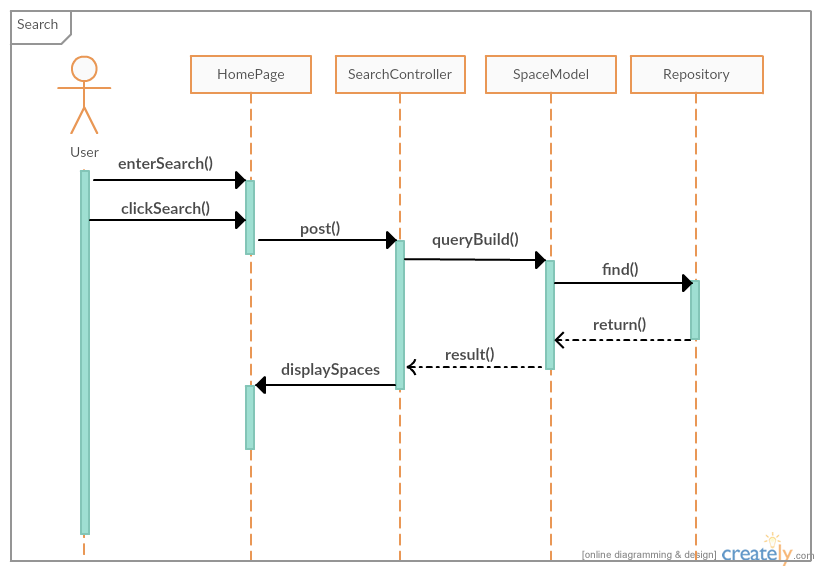 Search
HomePage
SearchController
SpaceModel
Repository
User
enterSearch()
clickSearch()
post()
queryBuild()
find()
return()
result()
displaySpaces
[online diagramming & design] creately.com